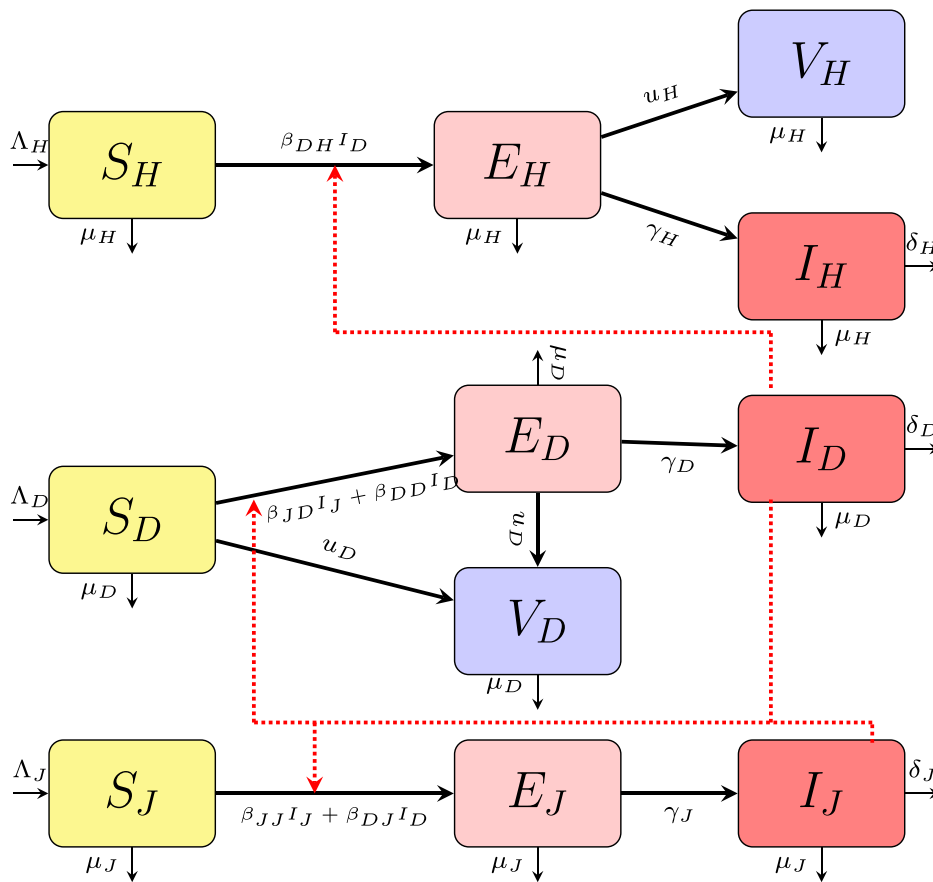 V_H
u_H
μ_H
Λ_H
S_H
β_{DH} I_D
E_H
μ_H
μ_H
γ_H
I_H
δ_H
μ_H
μ_D
E_D
γ_D
I_D
δ_D
μ_D
Λ_D
S_D
β_{JD} I_J + β_{DD} I_D
u_D
u_D
μ_D
V_D
μ_D
Λ_J
S_J
β_{JJ} I_J + β_{DJ} I_D
E_J
γ_J
I_J
δ_J
μ_J
μ_J
μ_J